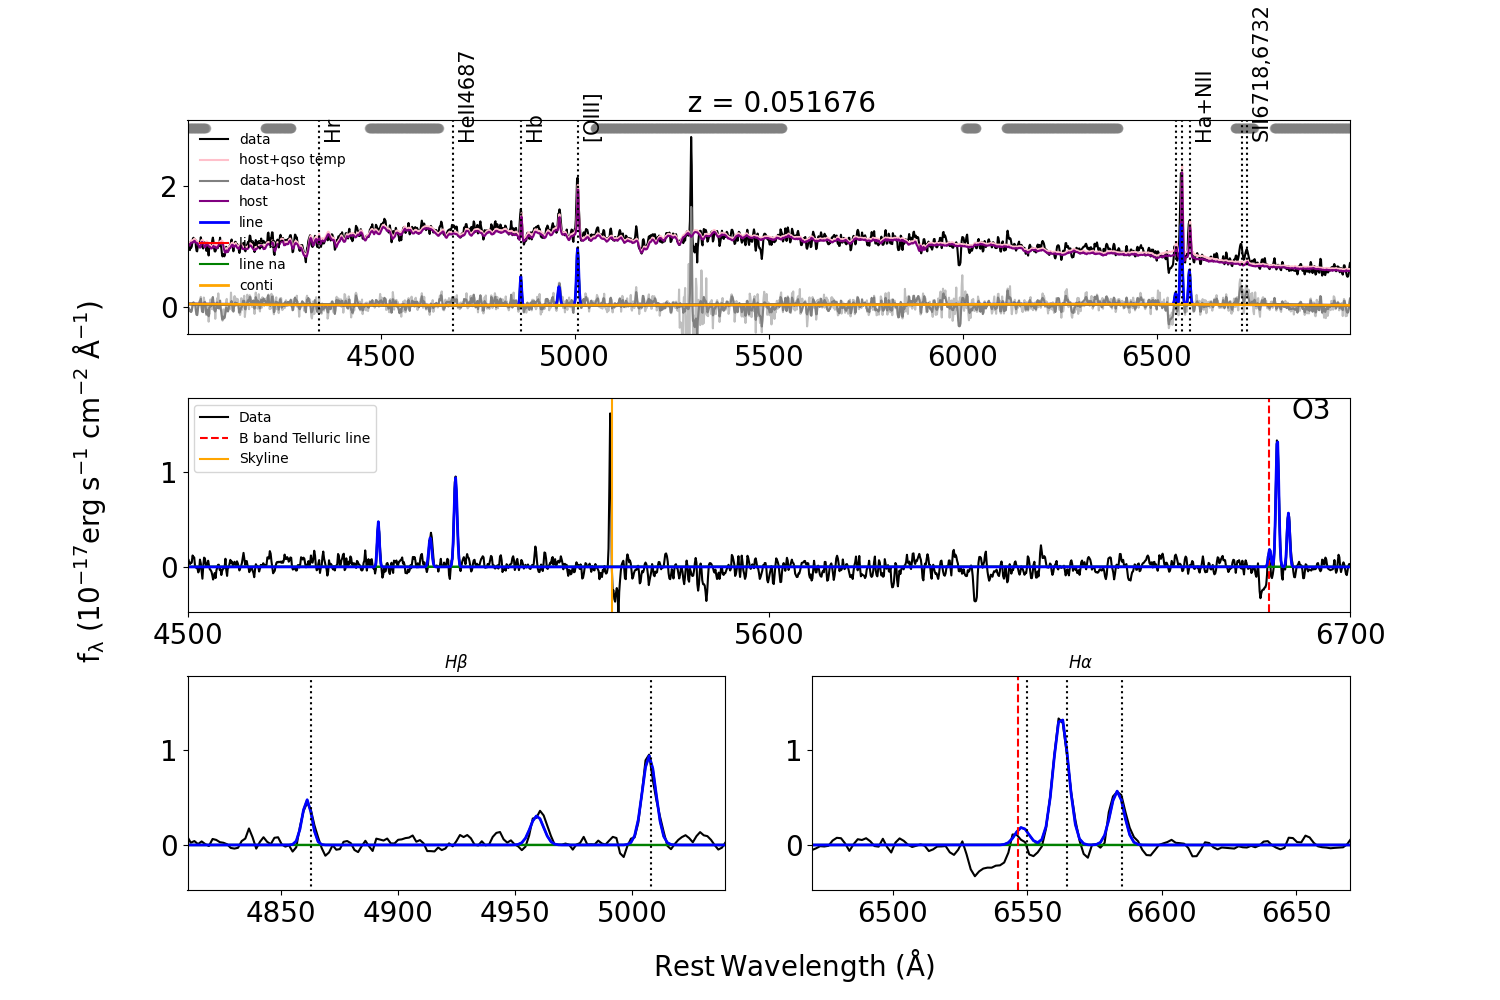 z = 0.051676
Hr
HeII4687
Hb
[OIII]
Ha+NII
SII6718,6732
data
host+qso temp
data-host
host
line
line na
conti
2
0
4500
5000
5500
6000
6500
fλ (10⁻¹⁷erg s⁻¹ cm⁻² Å⁻¹)
Data
B band Telluric line
Skyline
O3
1
0
4500
5600
6700
Hβ
1
0
4850
4900
4950
5000
Hα
1
0
6500
6550
6600
6650
Rest Wavelength (Å)